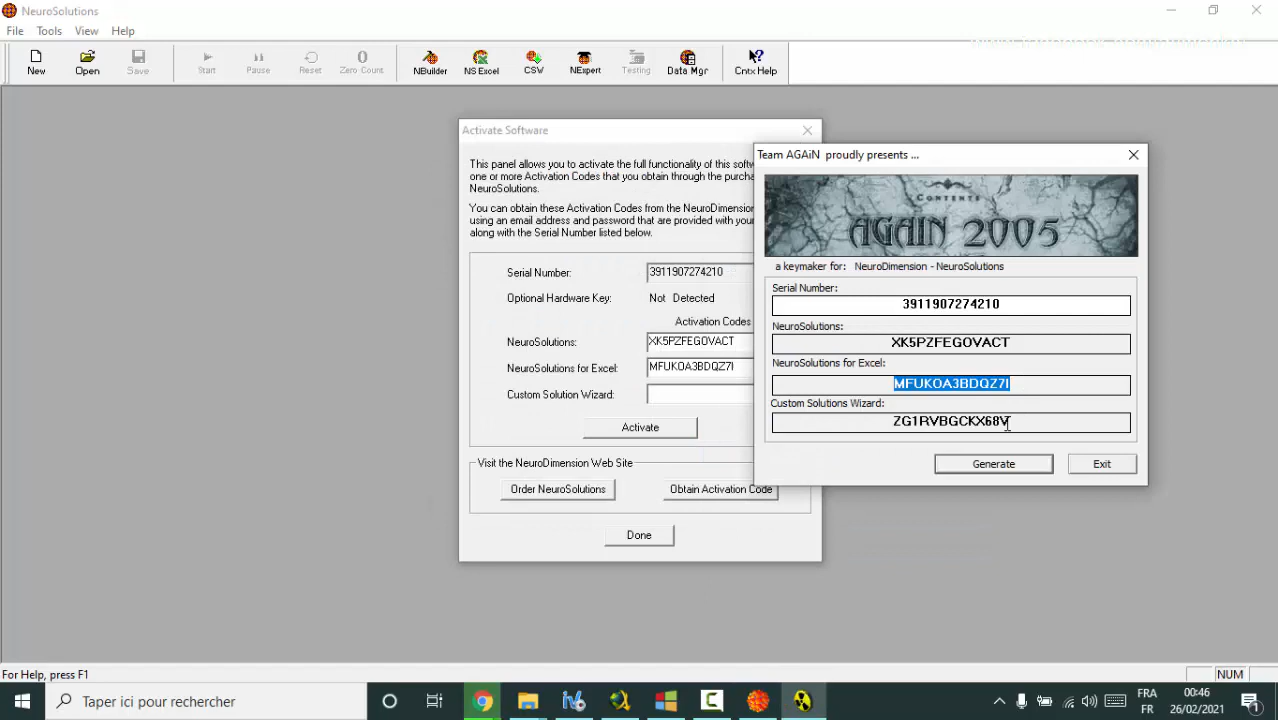 NeuroSolutions
File Tools View Help
New Open Save Start Pause Reset Zero Count NBuilder NS Excel CSV NExpert Testing Data Mgr Cntx Help
Activate Software
This panel allows you to activate the full functionality of this softw
one or more Activation Codes that you obtain through the purcha
NeuroSolutions.
You can obtain these Activation Codes from the NeuroDimension
using an email address and password that are provided with your
along with the Serial Number listed below.
Serial Number: 3911907274210
Optional Hardware Key: Not Detected
Activation Codes
NeuroSolutions: XK5PZFEGOVACT
NeuroSolutions for Excel: MFUKOA3BDQZ7I
Custom Solution Wizard:
Activate
Visit the NeuroDimension Web Site
Order NeuroSolutions Obtain Activation Code
Done
Team AGAiN proudly presents ...
CONTENTS
AGAIN 2005
a keymaker for: NeuroDimension - NeuroSolutions
Serial Number:
3911907274210
NeuroSolutions:
XK5PZFEGOVACT
NeuroSolutions for Excel:
MFUKOA3BDQZ7I
Custom Solutions Wizard:
ZG1RVBGCKX68V
Generate Exit
For Help, press F1
NUM
Taper ici pour rechercher
FRA
FR
00:46
26/02/2021
1